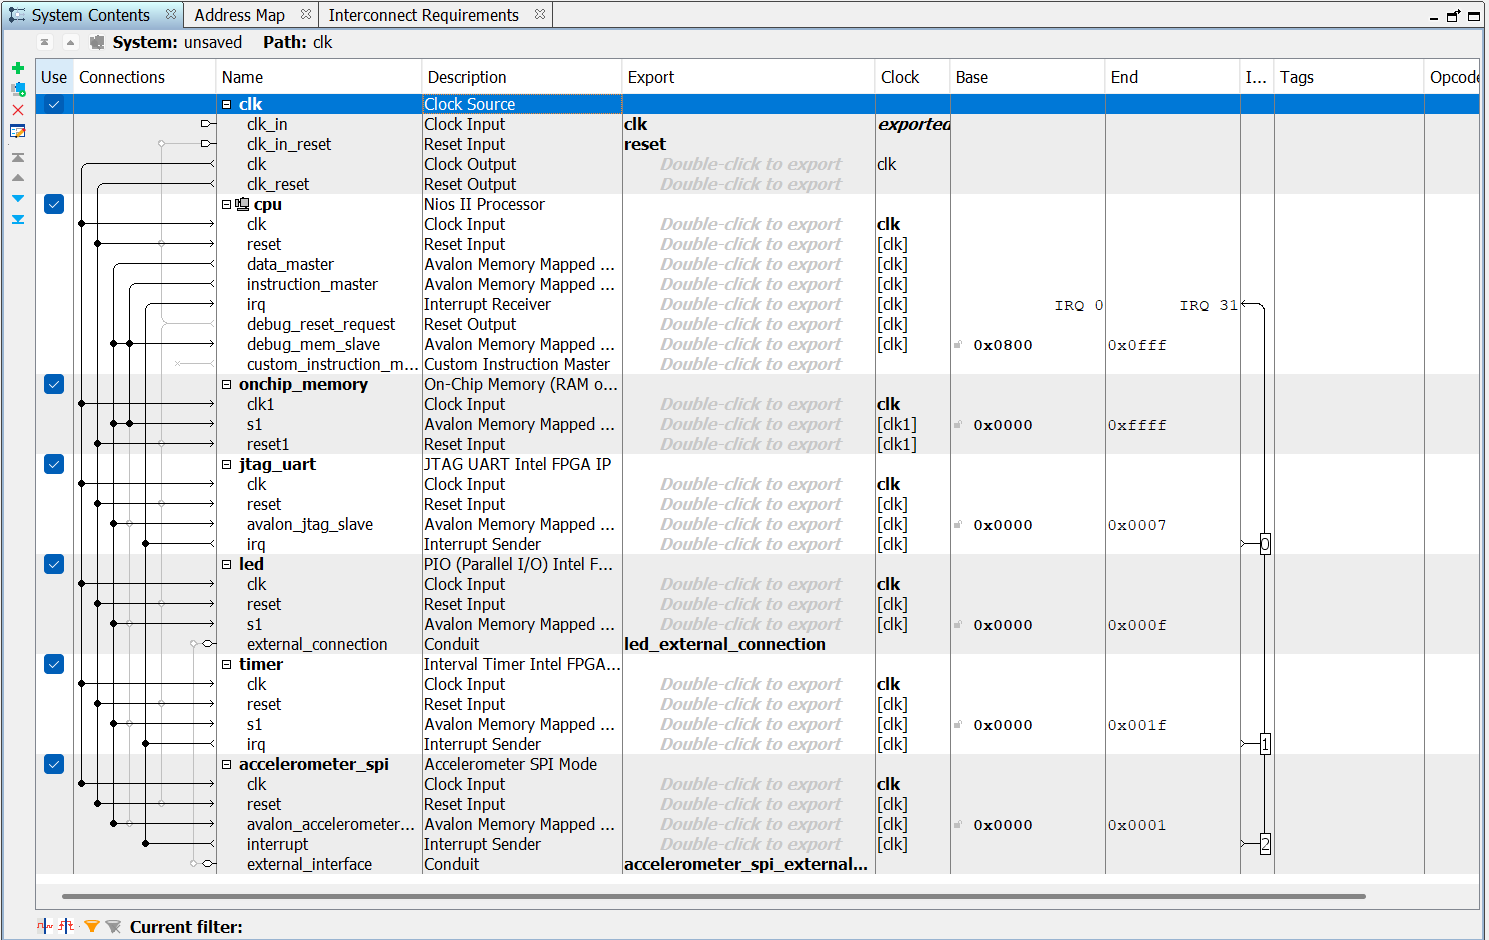 System Contents Address Map Interconnect Requirements
System: unsaved Path: clk
Use Connections Name Description Export Clock Base End I... Tags Opcode
clk Clock Source
clk_in Clock Input clk exported
clk_in_reset Reset Input reset
clk Clock Output Double-click to export clk
clk_reset Reset Output Double-click to export
cpu Nios II Processor
clk Clock Input Double-click to export clk
reset Reset Input Double-click to export [clk]
data_master Avalon Memory Mapped ... Double-click to export [clk]
instruction_master Avalon Memory Mapped ... Double-click to export [clk]
irq Interrupt Receiver Double-click to export [clk] IRQ 0 IRQ 31
debug_reset_request Reset Output Double-click to export [clk]
debug_mem_slave Avalon Memory Mapped ... Double-click to export [clk] 0x0800 0x0fff
custom_instruction_m... Custom Instruction Master Double-click to export
onchip_memory On-Chip Memory (RAM o...
clk1 Clock Input Double-click to export clk
s1 Avalon Memory Mapped ... Double-click to export [clk1] 0x0000 0xffff
reset1 Reset Input Double-click to export [clk1]
jtag_uart JTAG UART Intel FPGA IP
clk Clock Input Double-click to export clk
reset Reset Input Double-click to export [clk]
avalon_jtag_slave Avalon Memory Mapped ... Double-click to export [clk] 0x0000 0x0007
irq Interrupt Sender Double-click to export [clk] 0
led PIO (Parallel I/O) Intel F...
clk Clock Input Double-click to export clk
reset Reset Input Double-click to export [clk]
s1 Avalon Memory Mapped ... Double-click to export [clk] 0x0000 0x000f
external_connection Conduit led_external_connection
timer Interval Timer Intel FPGA...
clk Clock Input Double-click to export clk
reset Reset Input Double-click to export [clk]
s1 Avalon Memory Mapped ... Double-click to export [clk] 0x0000 0x001f
irq Interrupt Sender Double-click to export [clk] 1
accelerometer_spi Accelerometer SPI Mode
clk Clock Input Double-click to export clk
reset Reset Input Double-click to export [clk]
avalon_accelerometer... Avalon Memory Mapped ... Double-click to export [clk] 0x0000 0x0001
interrupt Interrupt Sender Double-click to export [clk] 2
external_interface Conduit accelerometer_spi_external...
Current filter: